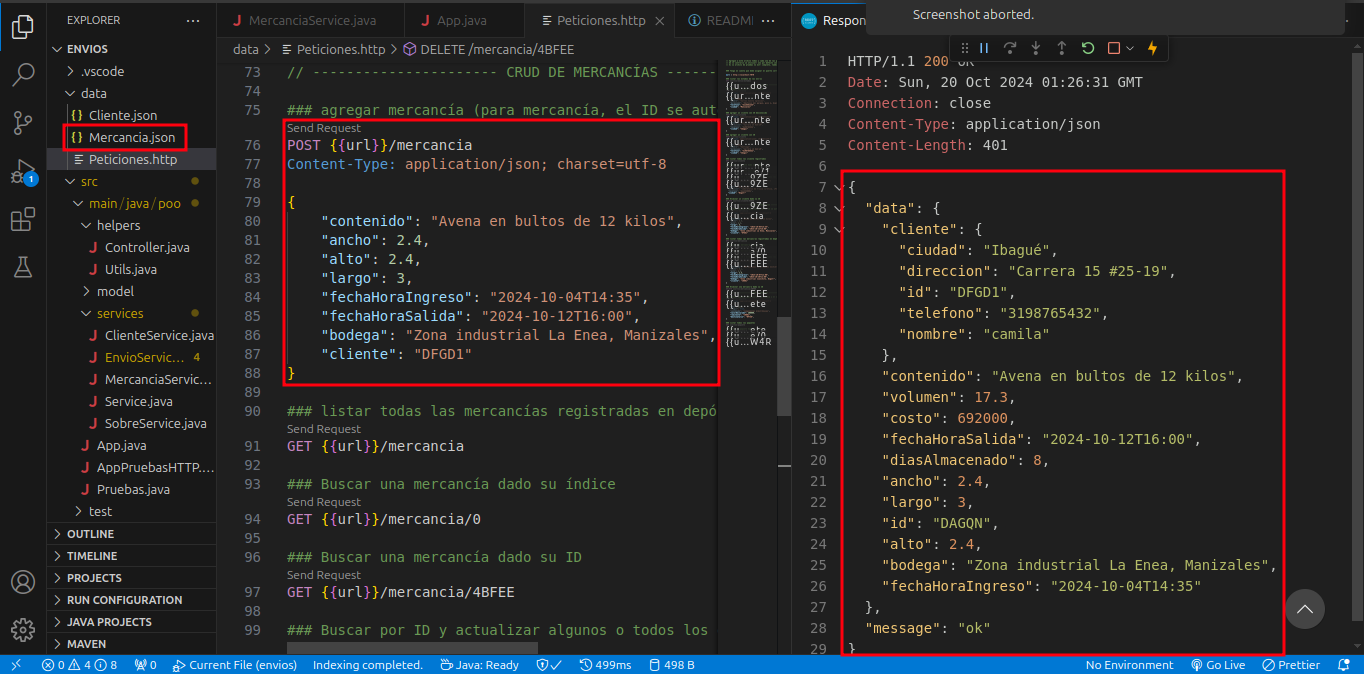 Screenshot aborted.
EXPLORER
ENVIOS
.vscode
data
{} Cliente.json
{} Mercancia.json
Peticiones.http
src
main/java/poo
helpers
J Controller.java
J Utils.java
model
services
J ClienteService.java
J EnvioServic... 4
J MercanciaServic...
J Service.java
J SobreService.java
J App.java
J AppPruebasHTTP....
J Pruebas.java
test
OUTLINE
TIMELINE
PROJECTS
RUN CONFIGURATION
JAVA PROJECTS
MAVEN
1
J MercanciaService.java
J App.java
Peticiones.http
READMI
data > Peticiones.http > DELETE /mercancia/4BFEE
73 // ---------------------- CRUD DE MERCANCÍAS ------
74
75 ### agregar mercancía (para mercancía, el ID se aut
Send Request
76 POST {{url}}/mercancia
77 Content-Type: application/json; charset=utf-8
78
79 {
80 "contenido": "Avena en bultos de 12 kilos",
81 "ancho": 2.4,
82 "alto": 2.4,
83 "largo": 3,
84 "fechaHoraIngreso": "2024-10-04T14:35",
85 "fechaHoraSalida": "2024-10-12T16:00",
86 "bodega": "Zona industrial La Enea, Manizales",
87 "cliente": "DFGD1"
88 }
89
90 ### listar todas las mercancías registradas en depó
Send Request
91 GET {{url}}/mercancia
92
93 ### Buscar una mercancía dado su índice
Send Request
94 GET {{url}}/mercancia/0
95
96 ### Buscar una mercancía dado su ID
Send Request
97 GET {{url}}/mercancia/4BFEE
98
99 ### Buscar por ID y actualizar algunos o todos los
Respon
1 HTTP/1.1 200 OK
2 Date: Sun, 20 Oct 2024 01:26:31 GMT
3 Connection: close
4 Content-Type: application/json
5 Content-Length: 401
6
7 {
8 "data": {
9 "cliente": {
10 "ciudad": "Ibagué",
11 "direccion": "Carrera 15 #25-19",
12 "id": "DFGD1",
13 "telefono": "3198765432",
14 "nombre": "camila"
15 },
16 "contenido": "Avena en bultos de 12 kilos",
17 "volumen": 17.3,
18 "costo": 692000,
19 "fechaHoraSalida": "2024-10-12T16:00",
20 "diasAlmacenado": 8,
21 "ancho": 2.4,
22 "largo": 3,
23 "id": "DAGQN",
24 "alto": 2.4,
25 "bodega": "Zona industrial La Enea, Manizales",
26 "fechaHoraIngreso": "2024-10-04T14:35"
27 },
28 "message": "ok"
29 }
0 4 8 0 Current File (envios) Indexing completed. Java: Ready 499ms 498 B No Environment Go Live Prettier